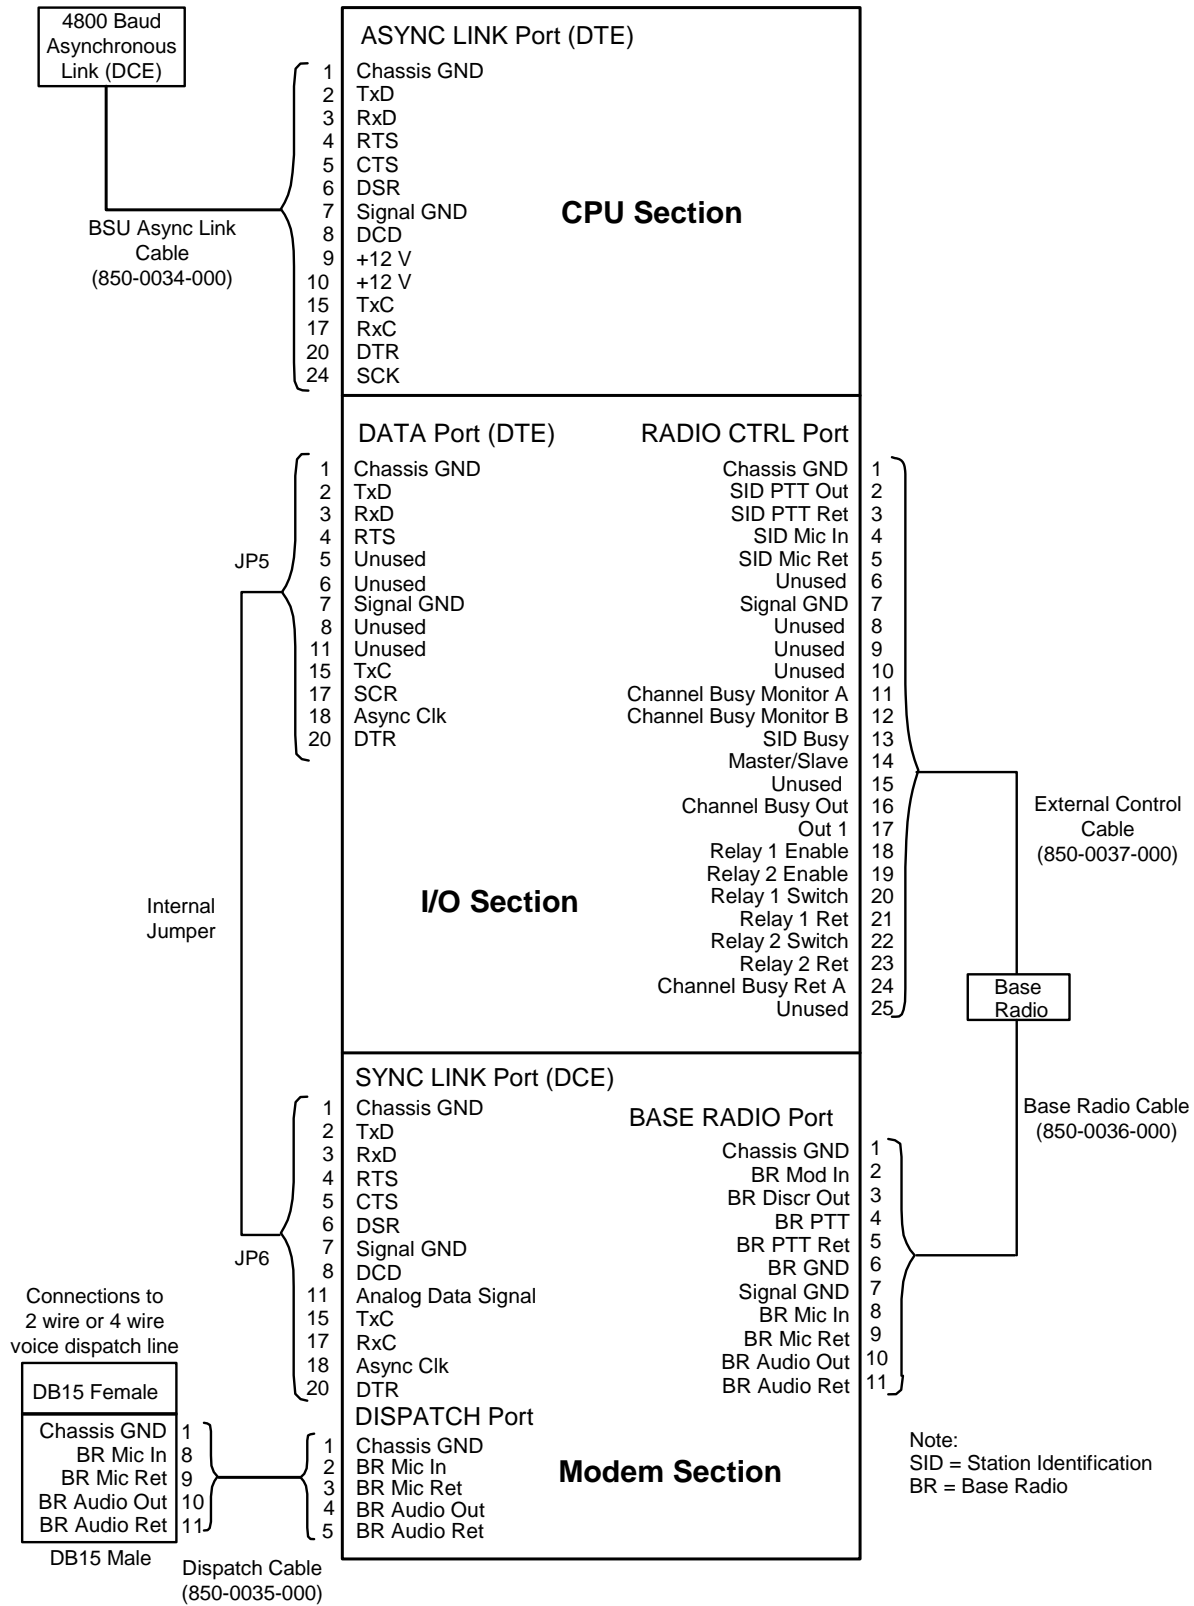 4800 Baud
Asynchronous
Link (DCE)
BSU Async Link
Cable
(850-0034-000)
ASYNC LINK Port (DTE)
1 Chassis GND
2 TxD
3 RxD
4 RTS
5 CTS
6 DSR
7 Signal GND
8 DCD
9 +12 V
10 +12 V
15 TxC
17 RxC
20 DTR
24 SCK
CPU Section
DATA Port (DTE)
1 Chassis GND
2 TxD
3 RxD
4 RTS
5 Unused
6 Unused
7 Signal GND
8 Unused
11 Unused
15 TxC
17 SCR
18 Async Clk
20 DTR
JP5
Internal
Jumper
JP6
RADIO CTRL Port
Chassis GND 1
SID PTT Out 2
SID PTT Ret 3
SID Mic In 4
SID Mic Ret 5
Unused 6
Signal GND 7
Unused 8
Unused 9
Unused 10
Channel Busy Monitor A 11
Channel Busy Monitor B 12
SID Busy 13
Master/Slave 14
Unused 15
Channel Busy Out 16
Out 1 17
Relay 1 Enable 18
Relay 2 Enable 19
Relay 1 Switch 20
Relay 1 Ret 21
Relay 2 Switch 22
Relay 2 Ret 23
Channel Busy Ret A 24
Unused 25
I/O Section
External Control
Cable
(850-0037-000)
Base
Radio
Base Radio Cable
(850-0036-000)
SYNC LINK Port (DCE)
1 Chassis GND
2 TxD
3 RxD
4 RTS
5 CTS
6 DSR
7 Signal GND
8 DCD
11 Analog Data Signal
15 TxC
17 RxC
18 Async Clk
20 DTR
BASE RADIO Port
Chassis GND 1
BR Mod In 2
BR Discr Out 3
BR PTT 4
BR PTT Ret 5
BR GND 6
Signal GND 7
BR Mic In 8
BR Mic Ret 9
BR Audio Out 10
BR Audio Ret 11
DISPATCH Port
1 Chassis GND
2 BR Mic In
3 BR Mic Ret
4 BR Audio Out
5 BR Audio Ret
Modem Section
Connections to
2 wire or 4 wire
voice dispatch line
DB15 Female
Chassis GND 1
BR Mic In 8
BR Mic Ret 9
BR Audio Out 10
BR Audio Ret 11
DB15 Male
Dispatch Cable
(850-0035-000)
Note:
SID = Station Identification
BR = Base Radio